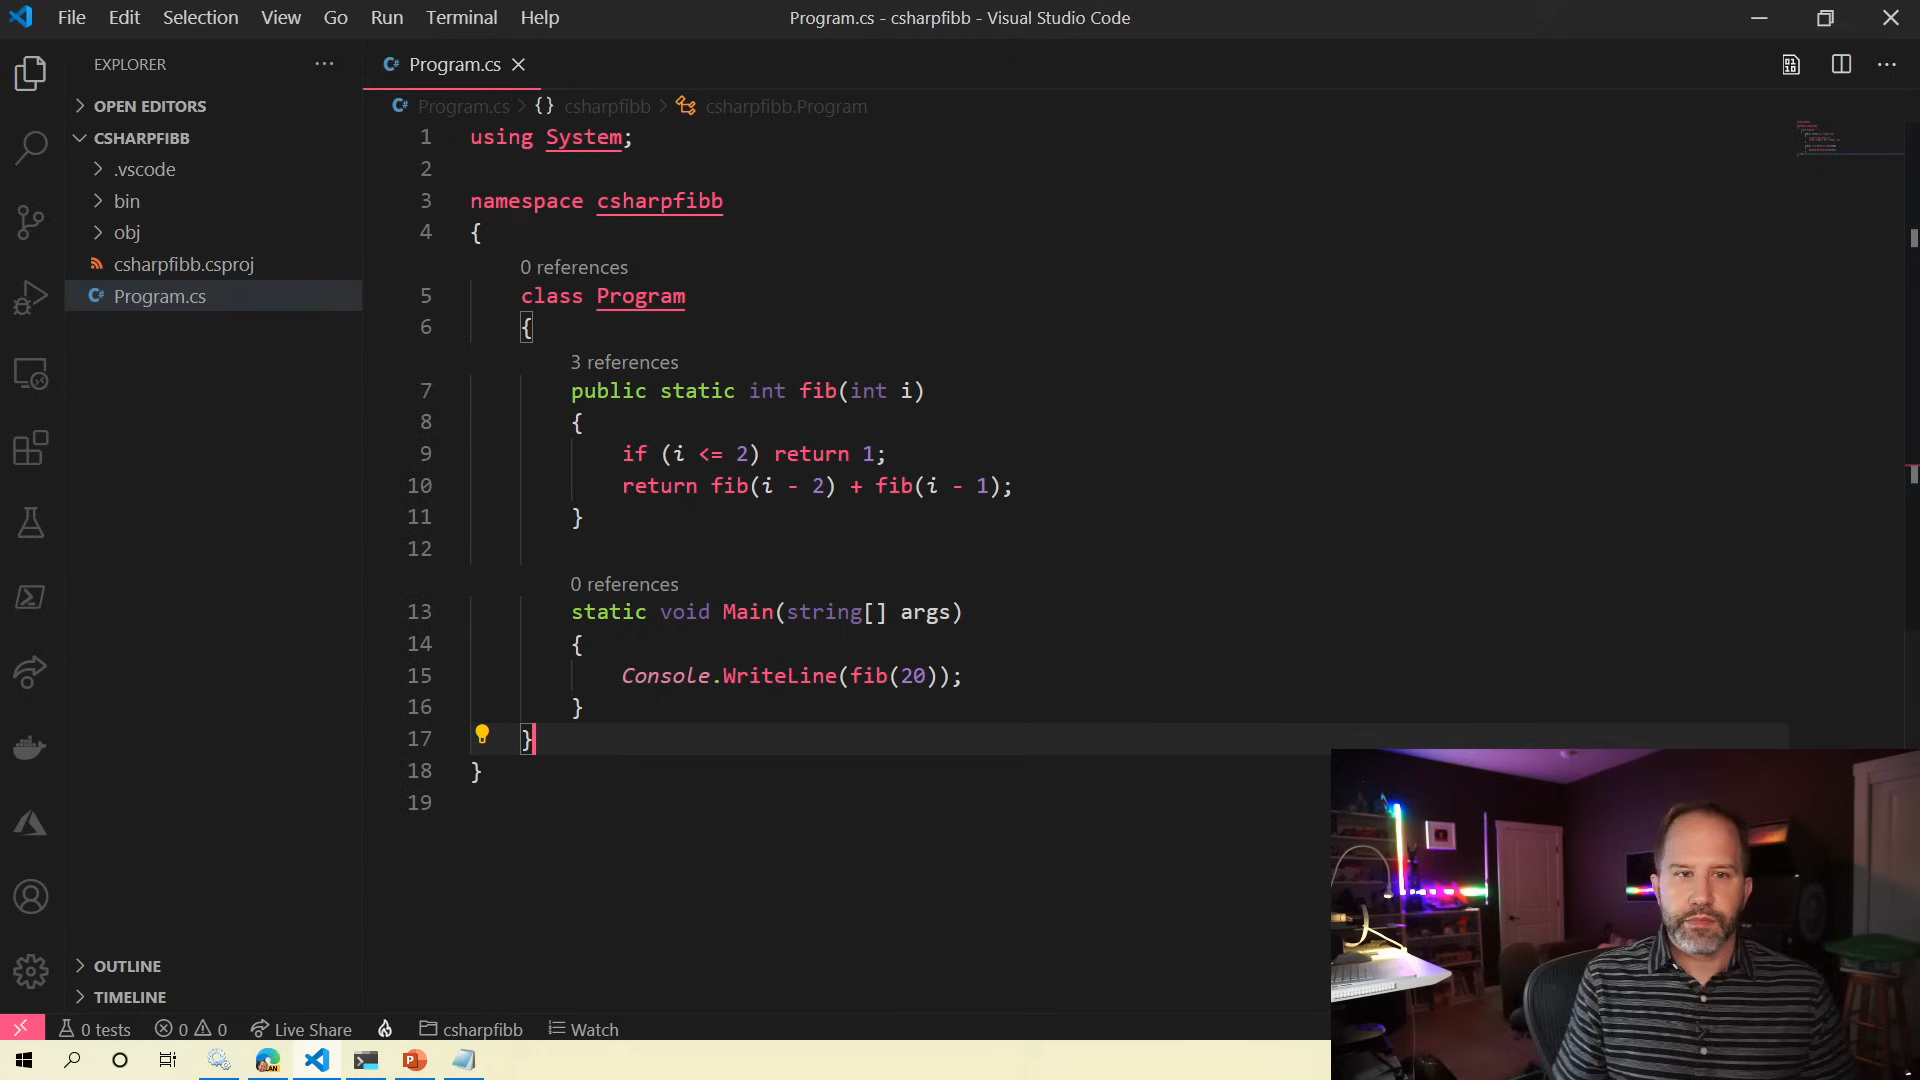 File Edit Selection View Go Run Terminal Help
Program.cs - csharpfibb - Visual Studio Code
EXPLORER
OPEN EDITORS
CSHARPFIBB
.vscode
bin
obj
csharpfibb.csproj
C# Program.cs
OUTLINE
TIMELINE
C# Program.cs
C# Program.cs > {} csharpfibb > csharpfibb.Program
1 using System;
2
3 namespace csharpfibb
4 {
0 references
5 class Program
6 {
3 references
7 public static int fib(int i)
8 {
9 if (i <= 2) return 1;
10 return fib(i - 2) + fib(i - 1);
11 }
12
0 references
13 static void Main(string[] args)
14 {
15 Console.WriteLine(fib(20));
16 }
17 }
18 }
19
0 tests 0 0 Live Share csharpfibb Watch